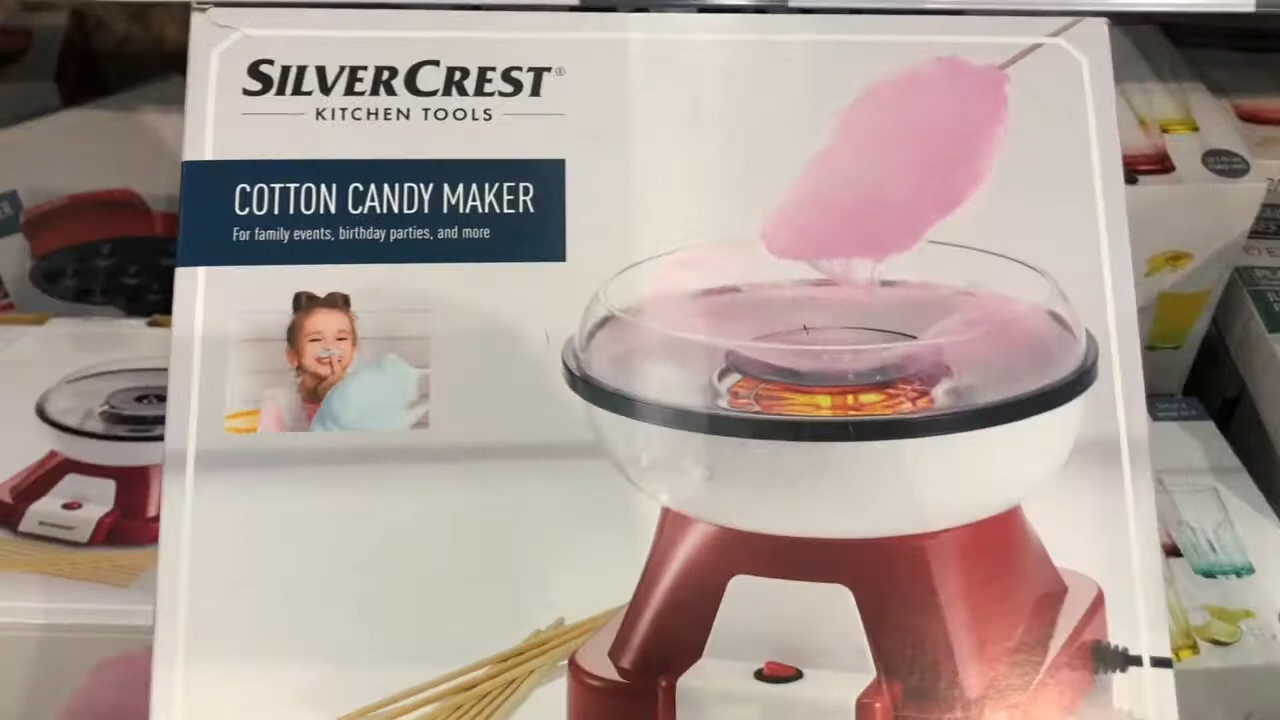 SILVERCREST®
KITCHEN TOOLS
COTTON CANDY MAKER
For family events, birthday parties, and more